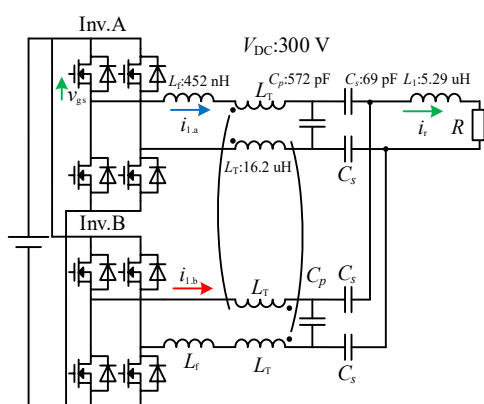 Inv.A
V_DC:300 V
L_f:452 nH
L_T
C_p:572 pF
C_s:69 pF
L_1:5.29 uH
v_gs
i_1.a
i_r
R
L_T:16.2 uH
C_s
Inv.B
i_1.b
L_T
C_p
C_s
L_f
L_T
C_s